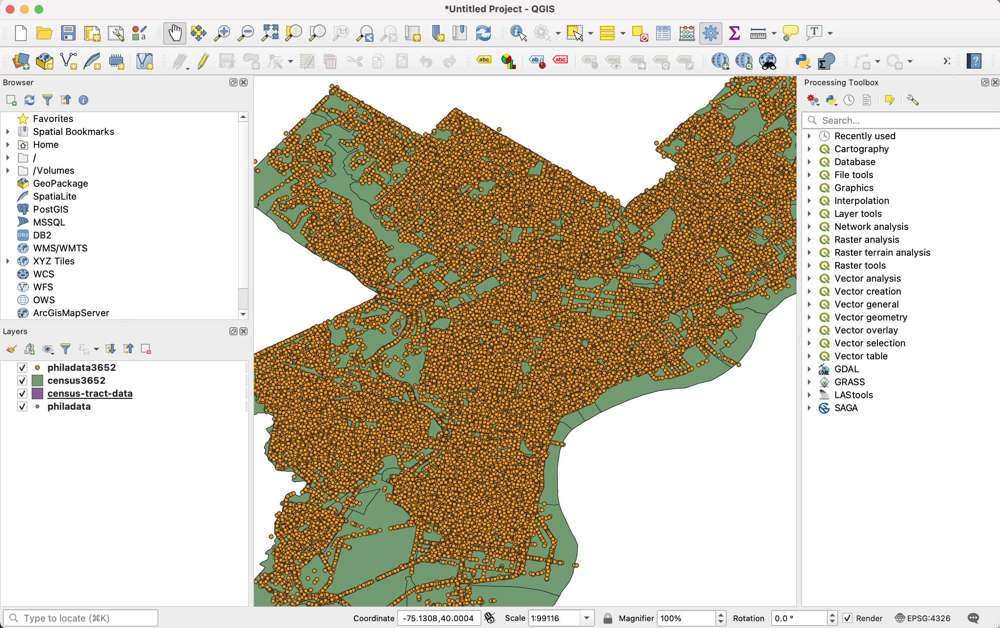 *Untitled Project - QGIS
Browser
Favorites
Spatial Bookmarks
Home
/
/Volumes
GeoPackage
SpatiaLite
PostGIS
MSSQL
DB2
WMS/WMTS
XYZ Tiles
WCS
WFS
OWS
ArcGisMapServer
Layers
philadata3652
census3652
census-tract-data
philadata
Processing Toolbox
Search...
Recently used
Cartography
Database
File tools
Graphics
Interpolation
Layer tools
Network analysis
Raster analysis
Raster terrain analysis
Raster tools
Vector analysis
Vector creation
Vector general
Vector geometry
Vector overlay
Vector selection
Vector table
GDAL
GRASS
LAStools
SAGA
Type to locate (⌘K)
Coordinate -75.1308,40.0004 Scale 1:99116 Magnifier 100% Rotation 0.0 ° Render EPSG:4326